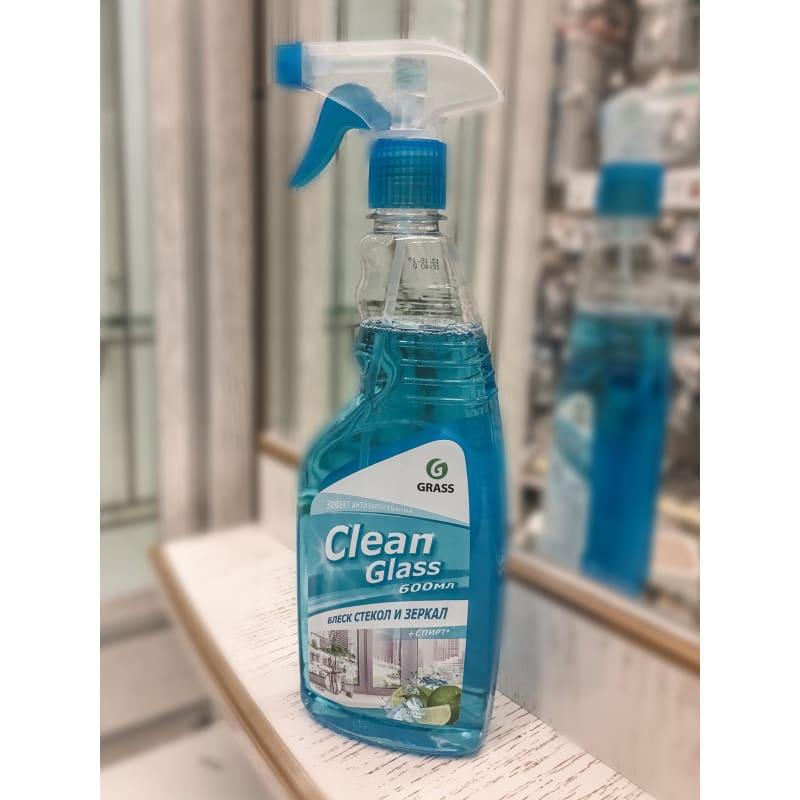 GRASS
ЭФФЕКТ АНТИЗАПОТЕВАНИЯ
Clean
Glass
600мл
БЛЕСК СТЕКОЛ И ЗЕРКАЛ
+СПИРТ*